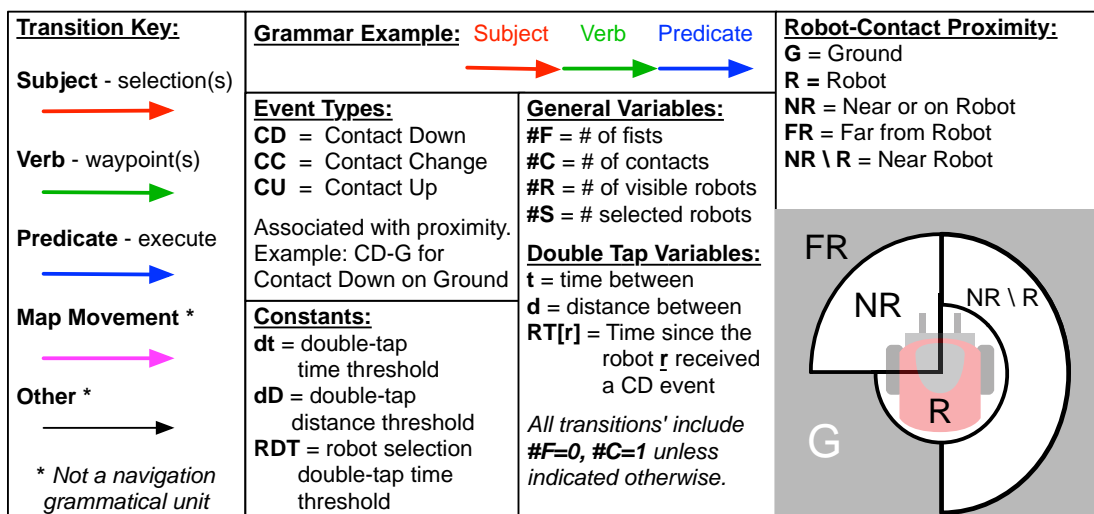 Transition Key:
Subject - selection(s)
Verb - waypoint(s)
Predicate - execute
Map Movement *
Other *
* Not a navigation
grammatical unit
Grammar Example: Subject Verb Predicate
Event Types:
CD = Contact Down
CC = Contact Change
CU = Contact Up
Associated with proximity.
Example: CD-G for
Contact Down on Ground
Constants:
dt = double-tap
time threshold
dD = double-tap
distance threshold
RDT = robot selection
double-tap time
threshold
General Variables:
#F = # of fists
#C = # of contacts
#R = # of visible robots
#S = # selected robots
Double Tap Variables:
t = time between
d = distance between
RT[r] = Time since the
robot r received
a CD event
All transitions' include
#F=0, #C=1 unless
indicated otherwise.
Robot-Contact Proximity:
G = Ground
R = Robot
NR = Near or on Robot
FR = Far from Robot
NR \ R = Near Robot
FR
NR
NR \ R
R
G